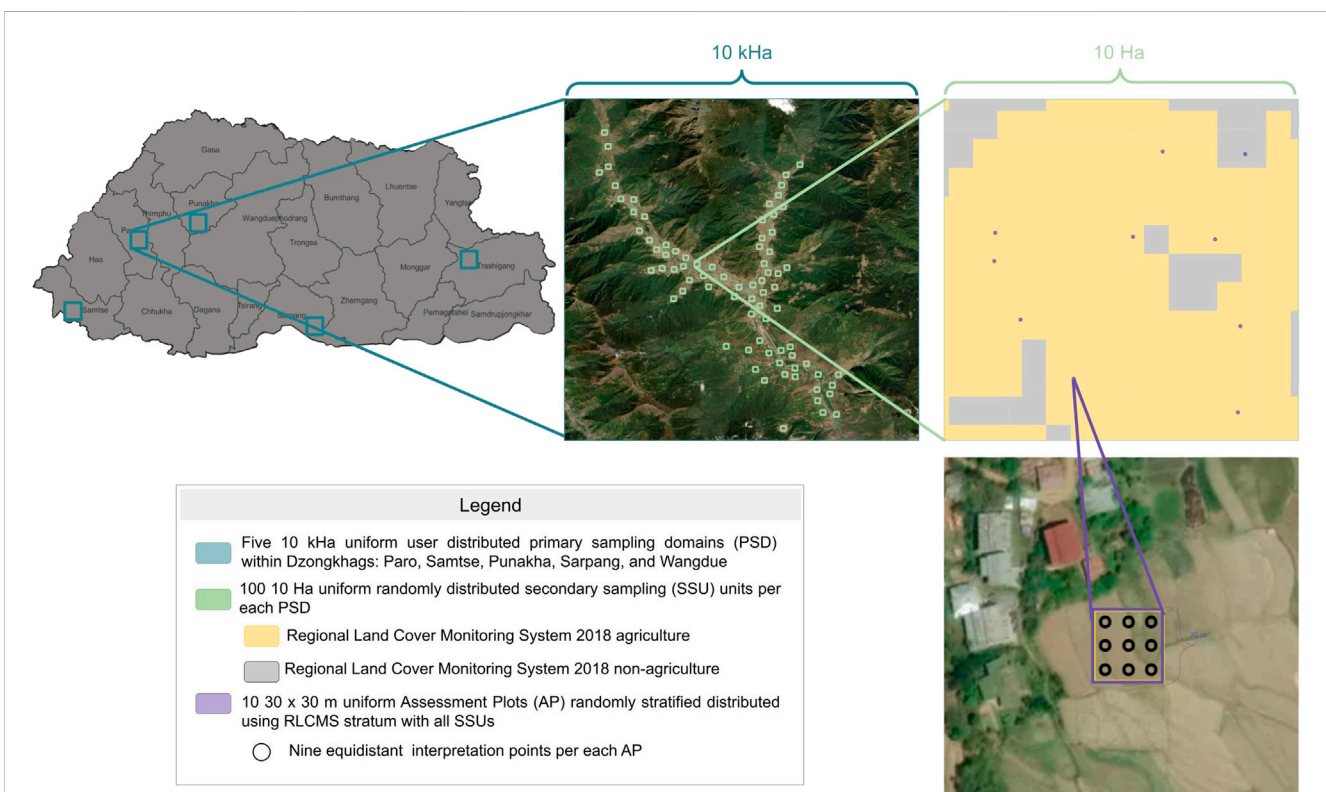 10 kHa
10 Ha
Gasa
Punakha
Thimphu
Lhuentse
Bumthang
Yangtse
Wangduephodrang
Trongsa
Haa
Monggar
Trashigang
Zhemgang
Samtse
Chhukha
Dagana
Tsirang
Pemagatshel
Samdrupjongkhar
Legend
Five 10 kHa uniform user distributed primary sampling domains (PSD)
within Dzongkhags: Paro, Samtse, Punakha, Sarpang, and Wangdue
100 10 Ha uniform randomly distributed secondary sampling (SSU) units per
each PSD
Regional Land Cover Monitoring System 2018 agriculture
Regional Land Cover Monitoring System 2018 non-agriculture
10 30 x 30 m uniform Assessment Plots (AP) randomly stratified distributed
using RLCMS stratum with all SSUs
Nine equidistant interpretation points per each AP